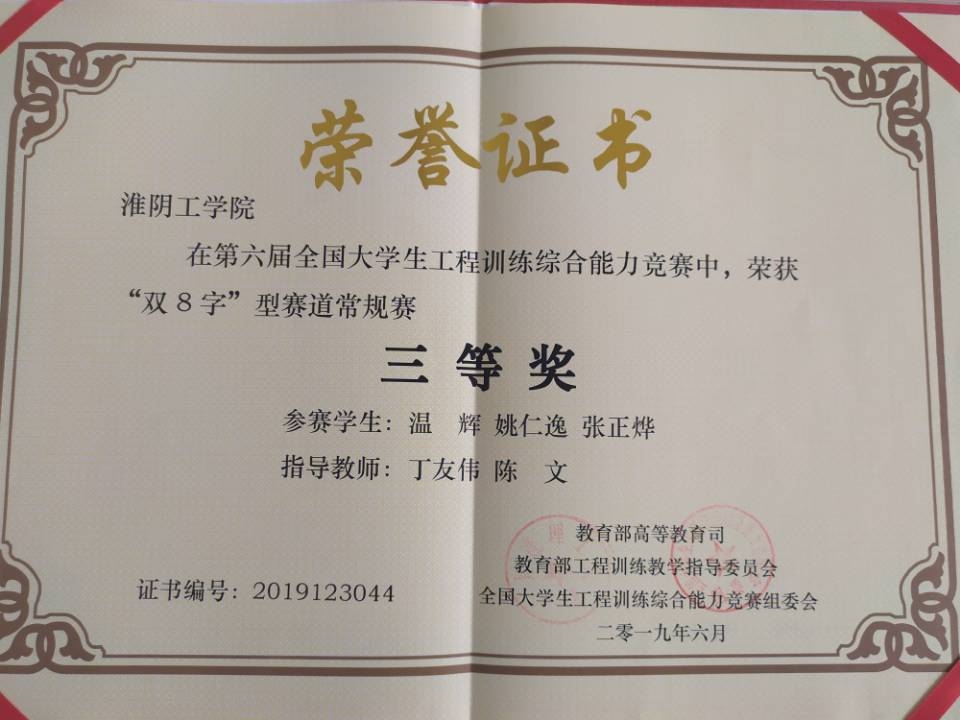 荣誉证书
淮阴工学院
在第六届全国大学生工程训练综合能力竞赛中，荣获
“双8字”型赛道常规赛
三等奖
参赛学生：温 辉 姚仁逸 张正烨
指导教师：丁友伟 陈 文
教育部高等教育司
教育部工程训练教学指导委员会
证书编号：2019123044
全国大学生工程训练综合能力竞赛组委会
二零一九年六月